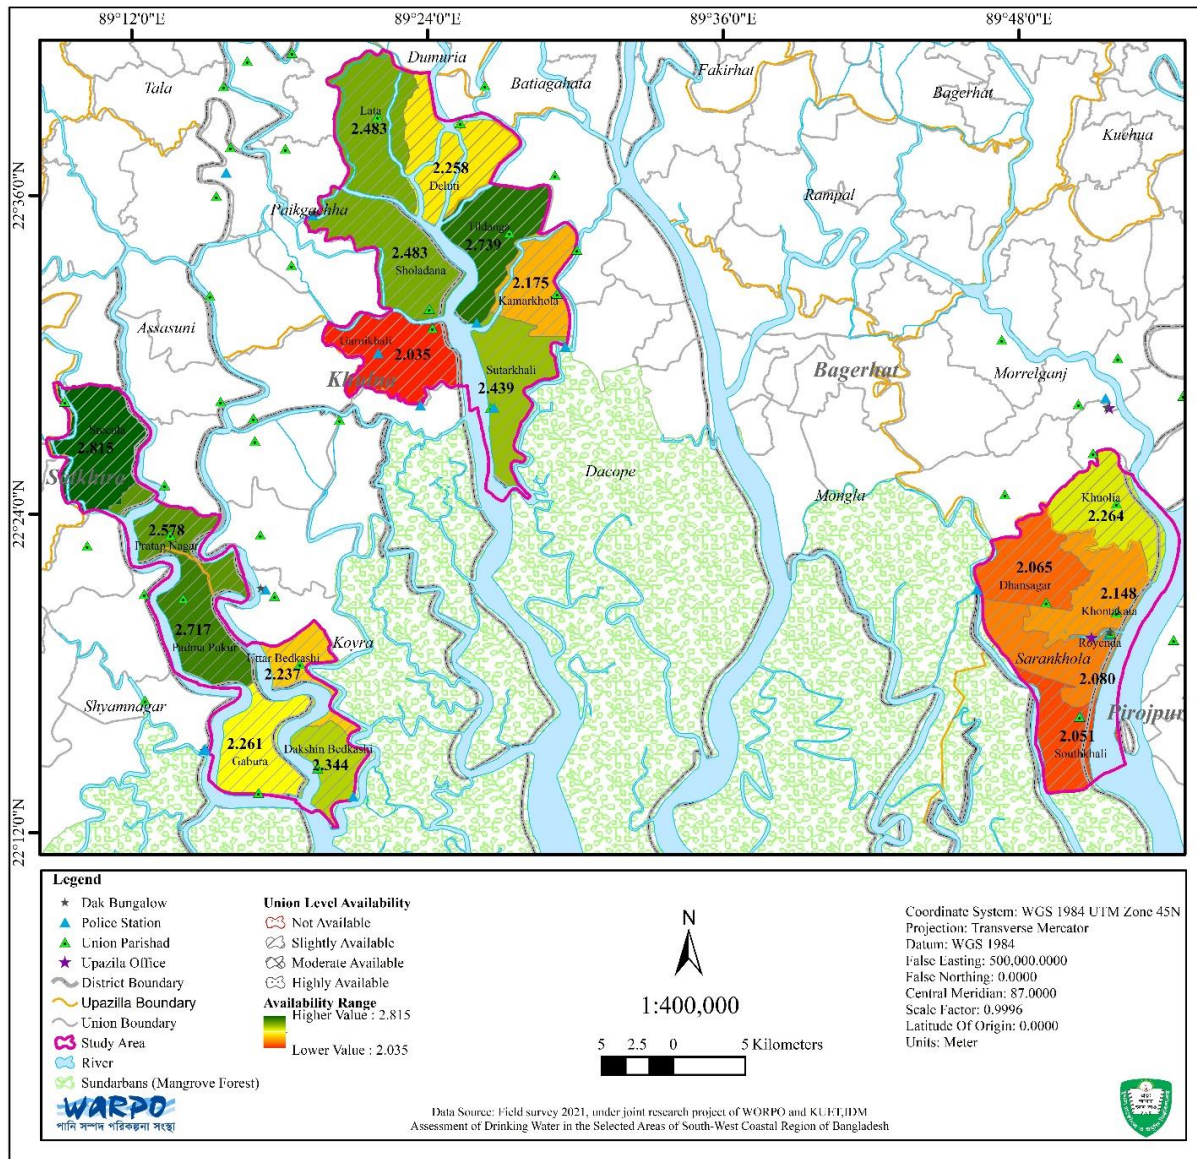 89°12'0"E 89°24'0"E 89°36'0"E 89°48'0"E
22°36'0"N
22°24'0"N
22°12'0"N
Dumuria
Tala
Batiagahata
Fakirhat
Bagerhat
Kuchua
Lata
2.483
2.258
Deluti
Paikgachha
Rampal
Tildanga
2.739
2.483
Sholadana
2.175
Kamarkhola
Assasuni
Garuikhali
2.035
Khulna
Sutarkhali
2.439
Bagerhat
Morrelganj
Sreeula
2.815
Satkhira
Dacope
Mongla
Khuolia
2.264
2.578
Pratap Nagar
2.065
Dhansagar
2.148
Khontakata
2.717
Padma Pukur
Kovra
Uttar Bedkashi
2.237
Royenda
Sarankhola
2.080
Shyamnagar
Pirojpur
2.261
Gabura
Dakshin Bedkashi
2.344
2.051
Southkhali
Legend
Dak Bungalow
Police Station
Union Parishad
Upazila Office
District Boundary
Upazilla Boundary
Union Boundary
Study Area
River
Sundarbans (Mangrove Forest)
Union Level Availability
Not Available
Slightly Available
Moderate Available
Highly Available
Availability Range
Higher Value : 2.815
Lower Value : 2.035
N
1:400,000
5 2.5 0 5 Kilometers
Coordinate System: WGS 1984 UTM Zone 45N
Projection: Transverse Mercator
Datum: WGS 1984
False Easting: 500,000.0000
False Northing: 0.0000
Central Meridian: 87.0000
Scale Factor: 0.9996
Latitude Of Origin: 0.0000
Units: Meter
WARPO
পানি সম্পদ পরিকল্পনা সংস্থা
Data Source: Field survey 2021, under joint research project of WORPO and KUET,IDM
Assessment of Drinking Water in the Selected Areas of South-West Coastal Region of Bangladesh